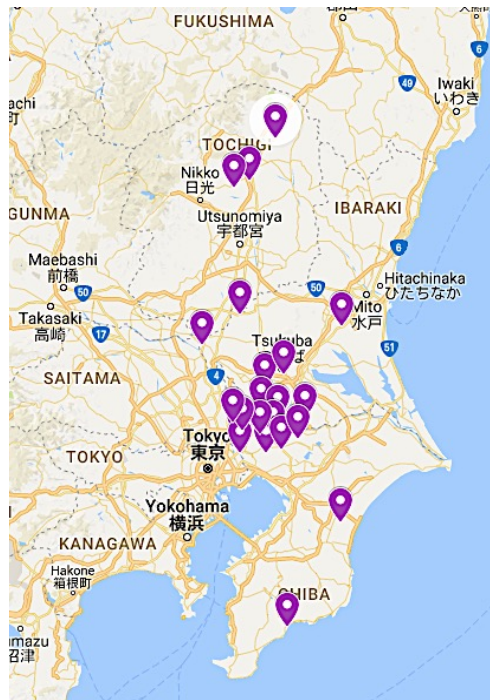 FUKUSHIMA
6
49
Iwaki
いわき
TOCHIGI
Nikko
日光
GUNMA
Utsunomiya
宇都宮
IBARAKI
Maebashi
前橋
6
50
50
Hitachinaka
ひたちなか
Takasaki
高崎
17
Mito
水戸
51
Tsukuba
4
SAITAMA
Tokyo
東京
TOKYO
Yokohama
横浜
KANAGAWA
Hakone
箱根町
CHIBA
沼津